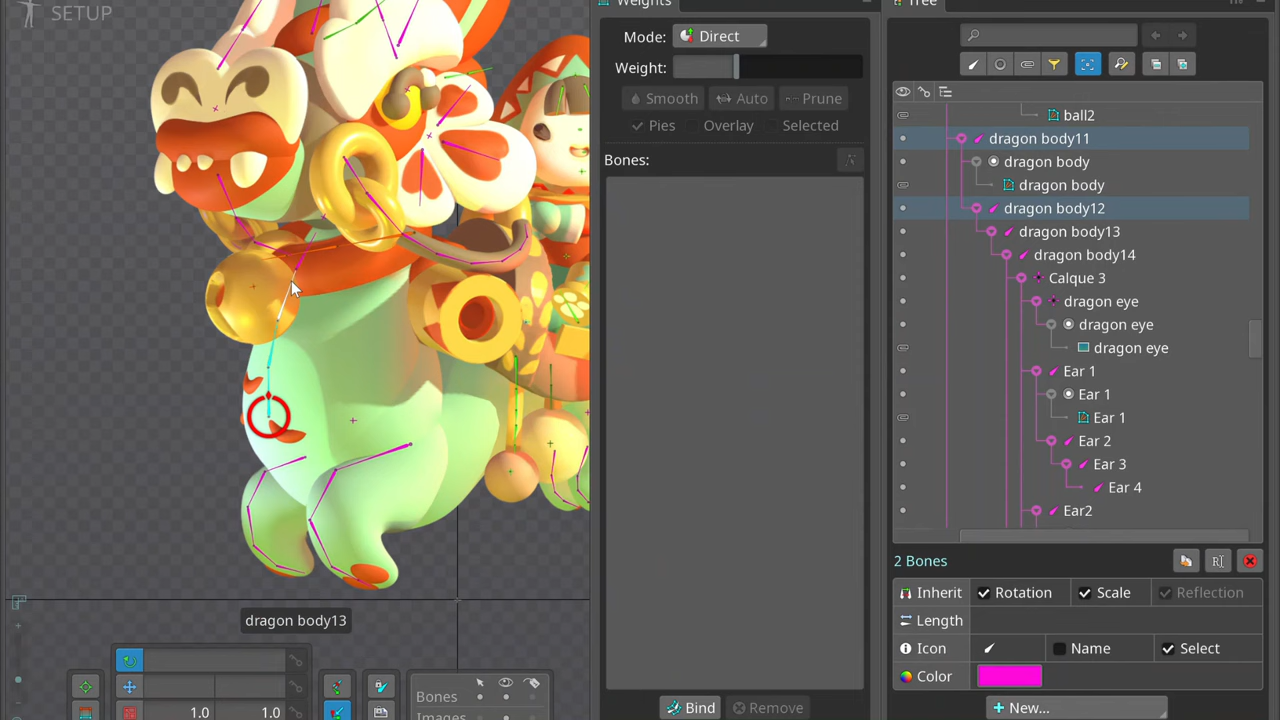 SETUP
Weights
Tree
Mode: Direct
Weight:
Smooth Auto Prune
Pies Overlay Selected
Bones:
ball2
dragon body11
dragon body
dragon body
dragon body12
dragon body13
dragon body14
Calque 3
dragon eye
dragon eye
dragon eye
Ear 1
Ear 1
Ear 1
Ear 2
Ear 3
Ear 4
Ear2
2 Bones
Inherit Rotation Scale Reflection
Length
Icon Name Select
Color
New...
Bind Remove
dragon body13
1.0 1.0
Bones
Images